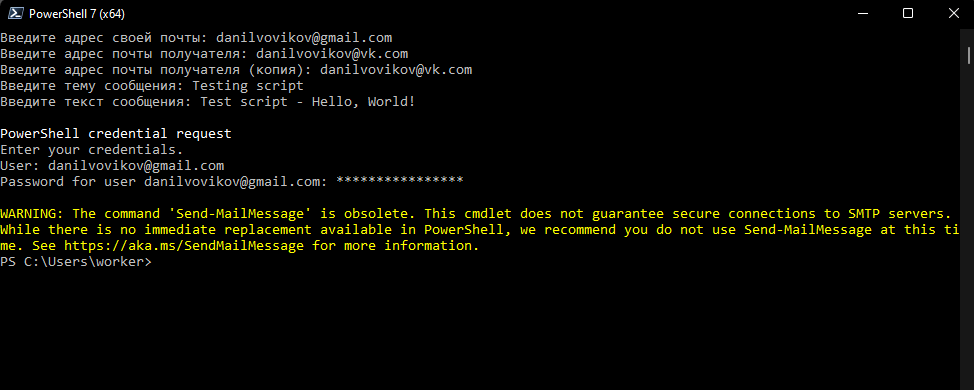 PowerShell 7 (x64)
Введите адрес своей почты: danilvovikov@gmail.com
Введите адрес почты получателя: danilvovikov@vk.com
Введите адрес почты получателя (копия): danilvovikov@vk.com
Введите тему сообщения: Testing script
Введите текст сообщения: Test script - Hello, World!
PowerShell credential request
Enter your credentials.
User: danilvovikov@gmail.com
Password for user danilvovikov@gmail.com: ****************
WARNING: The command 'Send-MailMessage' is obsolete. This cmdlet does not guarantee secure connections to SMTP servers.
While there is no immediate replacement available in PowerShell, we recommend you do not use Send-MailMessage at this ti
me. See https://aka.ms/SendMailMessage for more information.
PS C:\Users\worker>